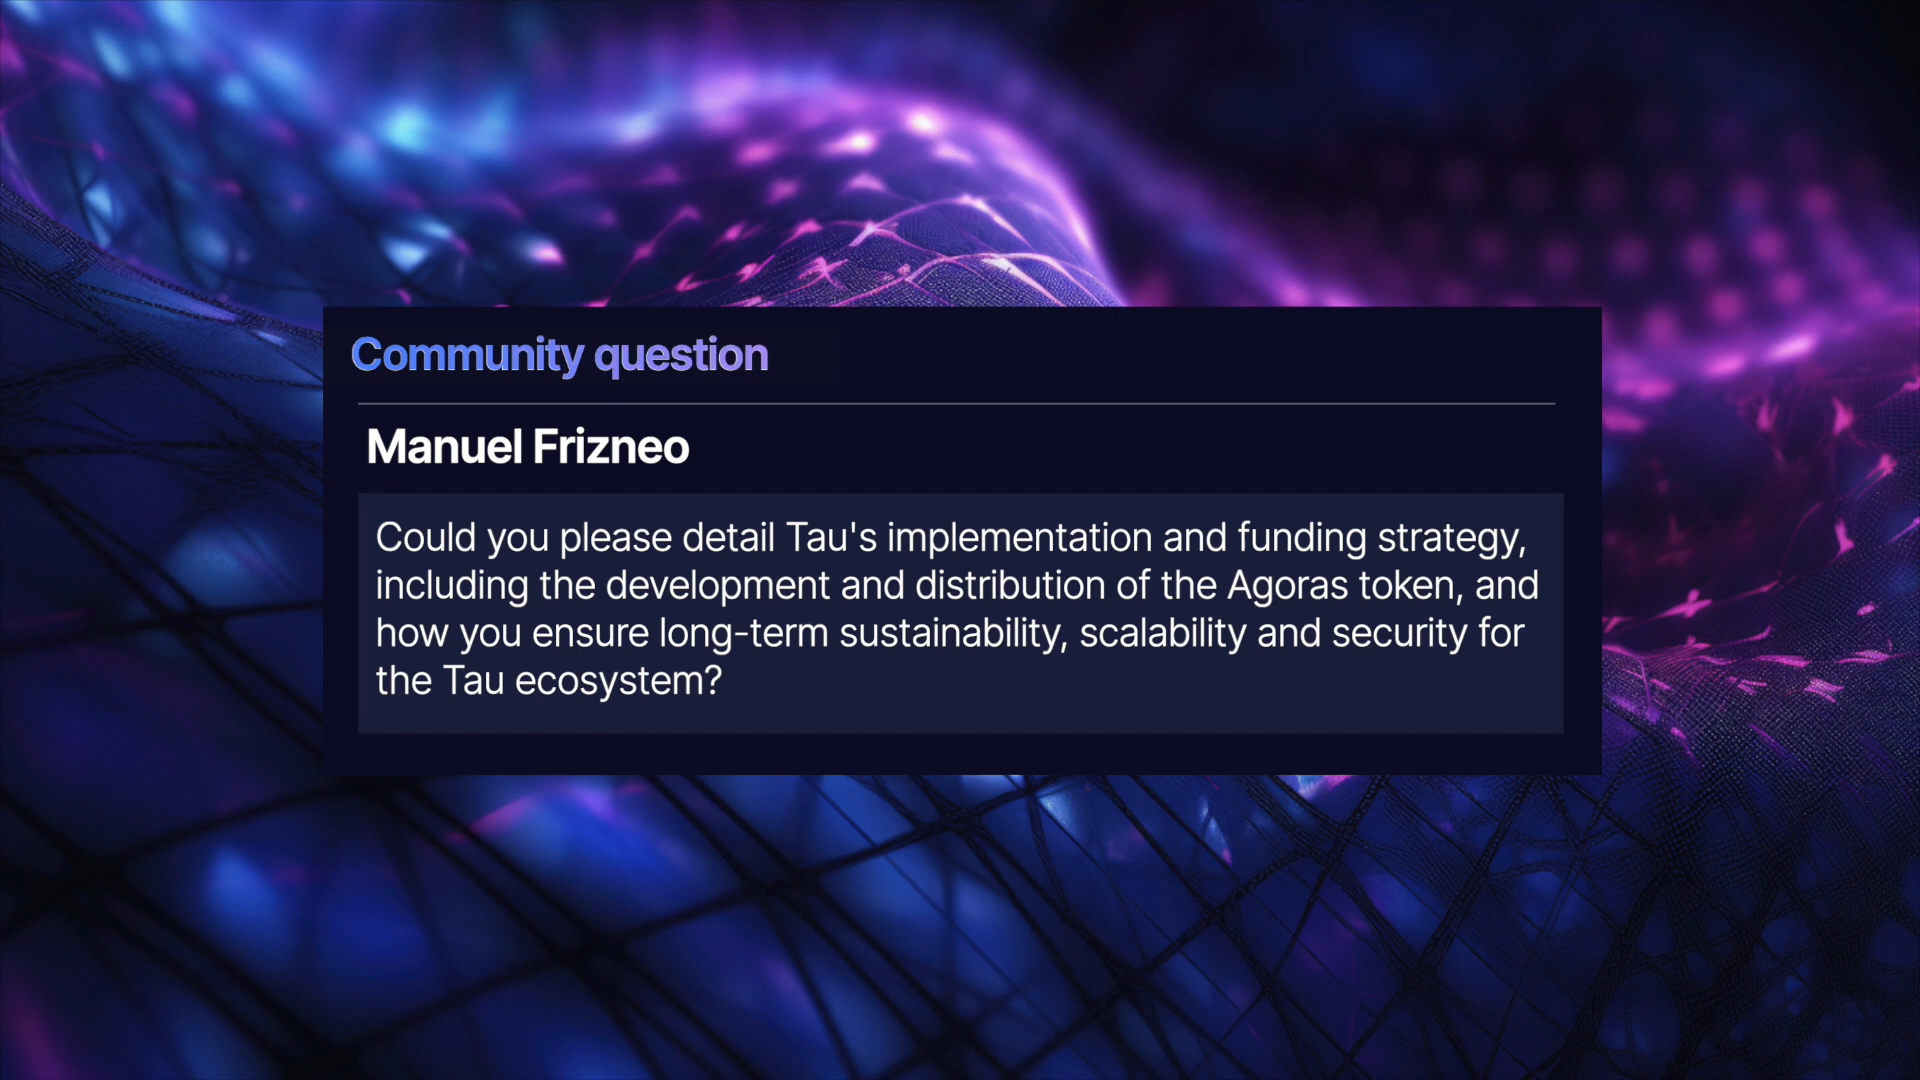 Community question
Manuel Frizneo
Could you please detail Tau's implementation and funding strategy,
including the development and distribution of the Agoras token, and
how you ensure long-term sustainability, scalability and security for
the Tau ecosystem?